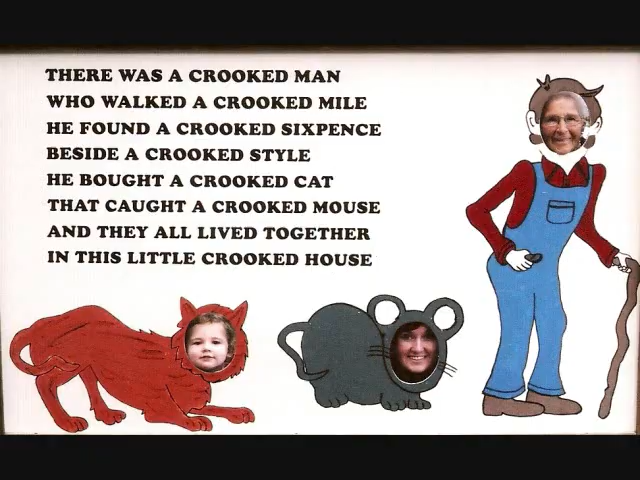 THERE WAS A CROOKED MAN
WHO WALKED A CROOKED MILE
HE FOUND A CROOKED SIXPENCE
BESIDE A CROOKED STYLE
HE BOUGHT A CROOKED CAT
THAT CAUGHT A CROOKED MOUSE
AND THEY ALL LIVED TOGETHER
IN THIS LITTLE CROOKED HOUSE